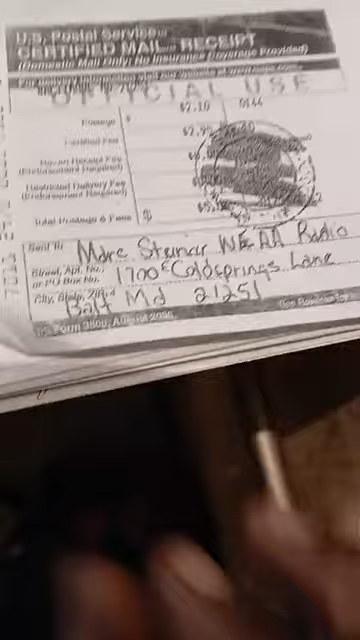 U.S. Postal Service
CERTIFIED MAIL RECEIPT
(Domestic Mail Only; No Insurance Coverage Provided)
OFFICIAL USE
$2.10 0144
Postage $
Certified Fee
Return Receipt Fee
(Endorsement Required)
Restricted Delivery Fee
(Endorsement Required)
Total Postage & Fees $
Sent To Marc Steiner WEAA Radio
Street, Apt. No.,
or PO Box No. 1700 E Coldsprings Lane
City, State, ZIP+4 Balt Md 21251
PS Form 3800, August 2006